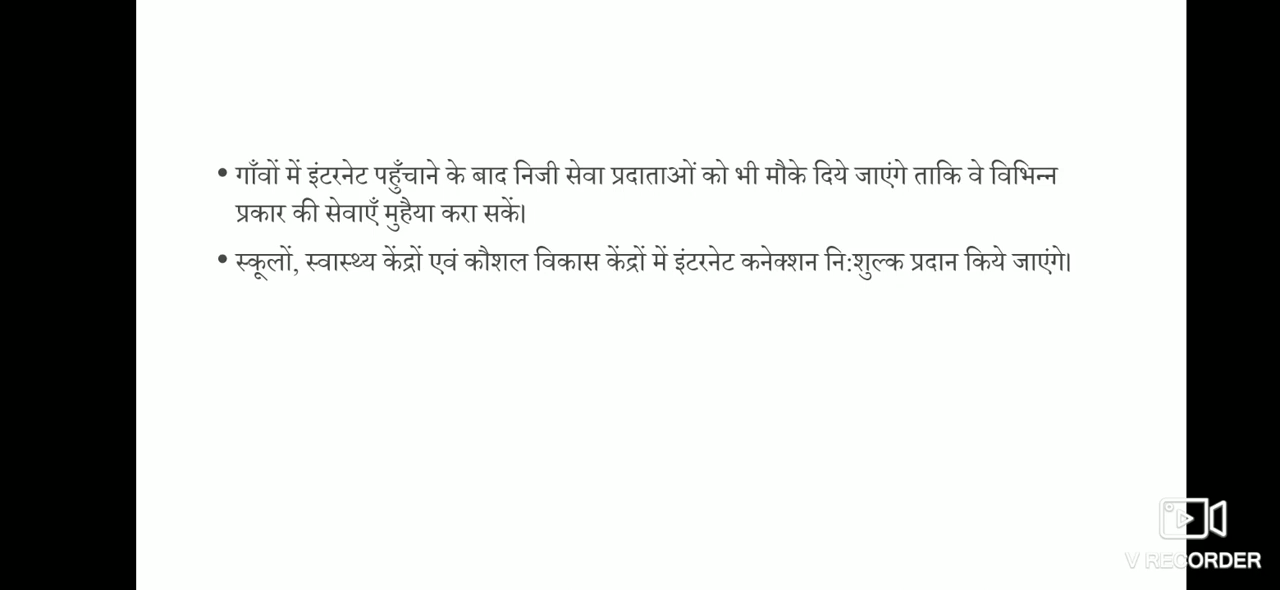 • गाँवों में इंटरनेट पहुँचाने के बाद निजी सेवा प्रदाताओं को भी मौके दिये जाएंगे ताकि वे विभिन्न
प्रकार की सेवाएँ मुहैया करा सकें।
• स्कूलों, स्वास्थ्य केंद्रों एवं कौशल विकास केंद्रों में इंटरनेट कनेक्शन नि:शुल्क प्रदान किये जाएंगे।
V RECORDER